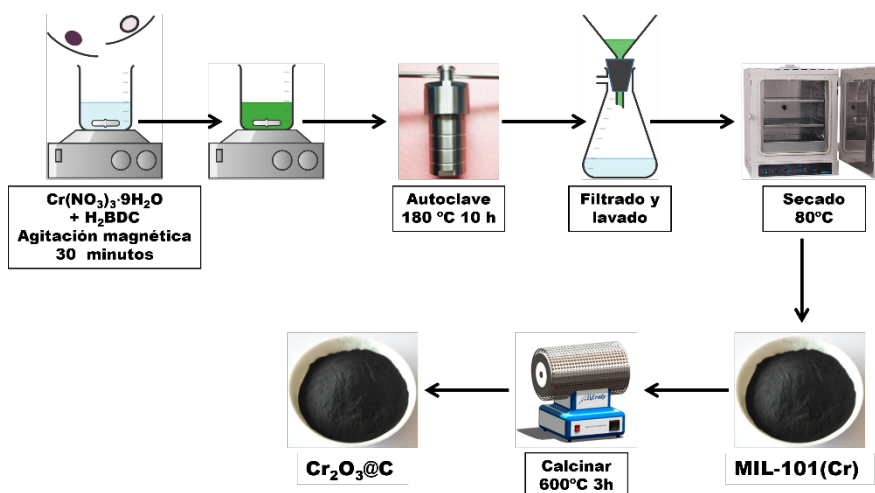 Cr(NO₃)₃·9H₂O
+ H₂BDC
Agitación magnética
30 minutos
Autoclave
180 ºC 10 h
Filtrado y
lavado
Secado
80ºC
MIL-101(Cr)
Calcinar
600ºC 3h
Cr₂O₃@C